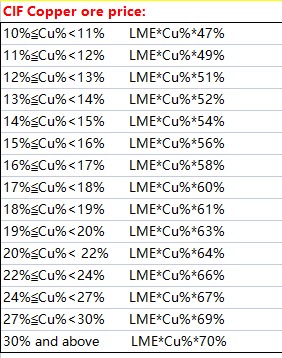 CIF Copper ore price:
10%≦Cu%<11% LME*Cu%*47%
11%≦Cu%<12% LME*Cu%*49%
12%≦Cu%<13% LME*Cu%*51%
13%≦Cu%<14% LME*Cu%*52%
14%≦Cu%<15% LME*Cu%*54%
15%≦Cu%<16% LME*Cu%*56%
16%≦Cu%<17% LME*Cu%*58%
17%≦Cu%<18% LME*Cu%*60%
18%≦Cu%<19% LME*Cu%*61%
19%≦Cu%<20% LME*Cu%*63%
20%≦Cu%< 22% LME*Cu%*64%
22%≦Cu%<24% LME*Cu%*66%
24%≦Cu%<27% LME*Cu%*67%
27%≦Cu%<30% LME*Cu%*69%
30% and above LME*Cu%*70%